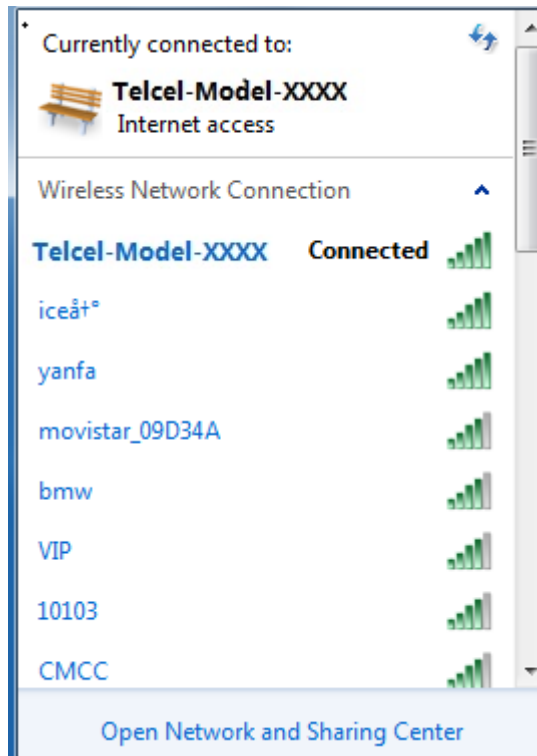 Currently connected to:
Telcel-Model-XXXX
Internet access
Wireless Network Connection
Telcel-Model-XXXX Connected
iceå†°
yanfa
movistar_09D34A
bmw
VIP
10103
CMCC
Open Network and Sharing Center